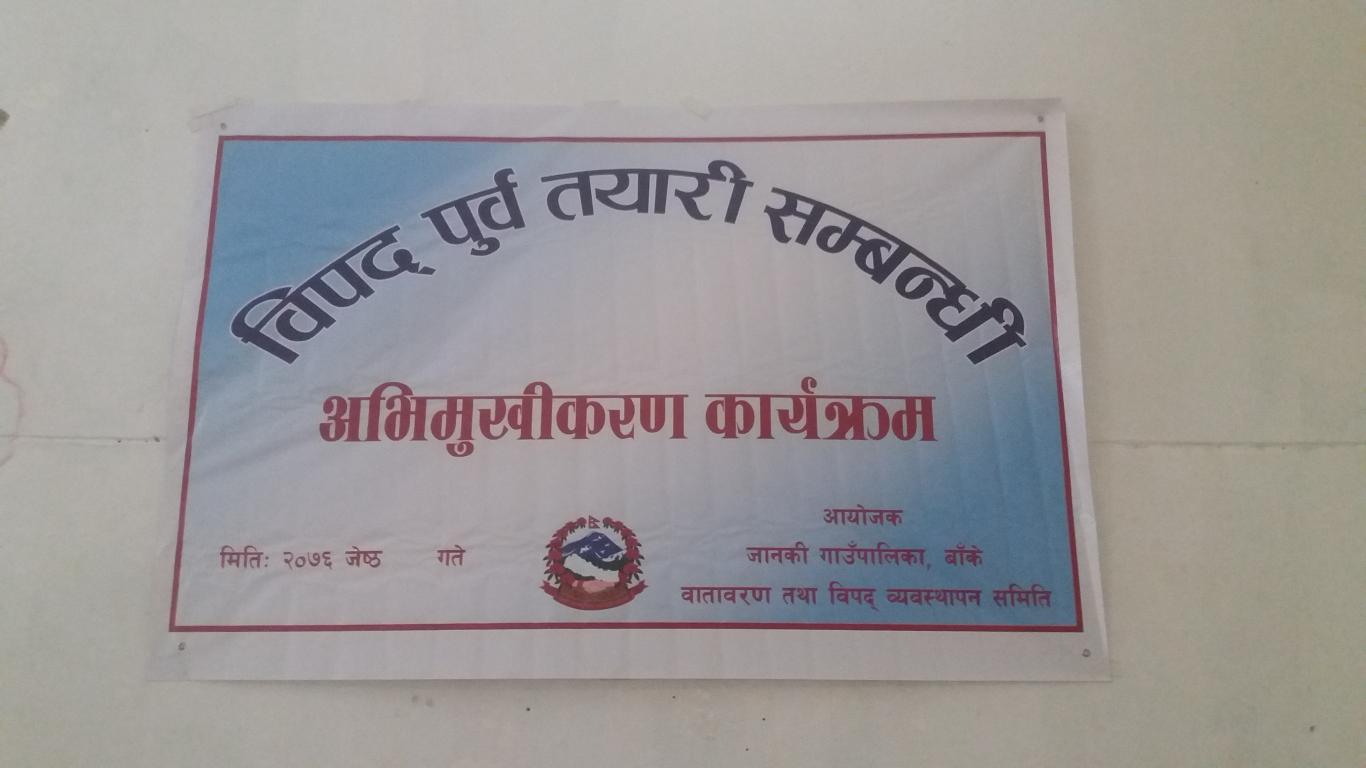 विपद् पुर्व तयारी सम्बन्धी
अभिमुखीकरण कार्यक्रम
आयोजक
मितिः २०७६ जेष्ठ गते
जानकी गाउँपालिका, बाँके
वातावरण तथा विपद् व्यवस्थापन समिति